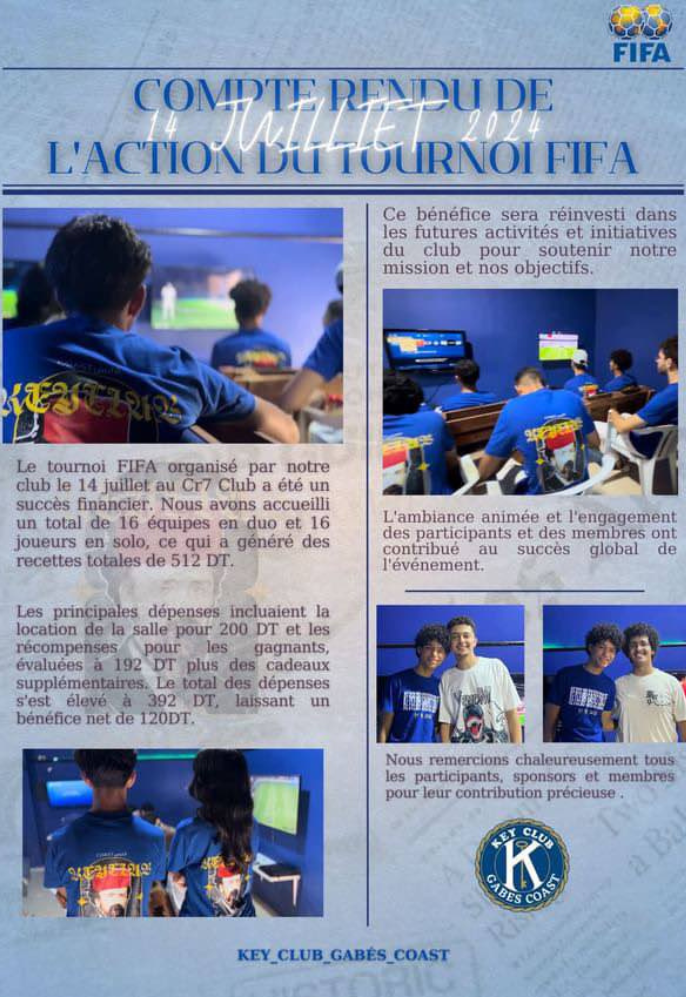 FIFA
COMPTE RENDU DE
14 JUILLIET 2024
L'ACTION DU TOURNOI FIFA
Le tournoi FIFA organisé par notre
club le 14 juillet au Cr7 Club a été un
succès financier. Nous avons accueilli
un total de 16 équipes en duo et 16
joueurs en solo, ce qui a généré des
recettes totales de 512 DT.
Les principales dépenses incluaient la
location de la salle pour 200 DT et les
récompenses pour les gagnants,
évaluées à 192 DT plus des cadeaux
supplémentaires. Le total des dépenses
s'est élevé à 392 DT, laissant un
bénéfice net de 120DT.
Ce bénéfice sera réinvesti dans
les futures activités et initiatives
du club pour soutenir notre
mission et nos objectifs.
L'ambiance animée et l'engagement
des participants et des membres ont
contribué au succès global de
l'événement.
Nous remercions chaleureusement tous
les participants, sponsors et membres
pour leur contribution précieuse .
KEY CLUB
K
GABES COAST
KEY_CLUB_GABÈS_COAST